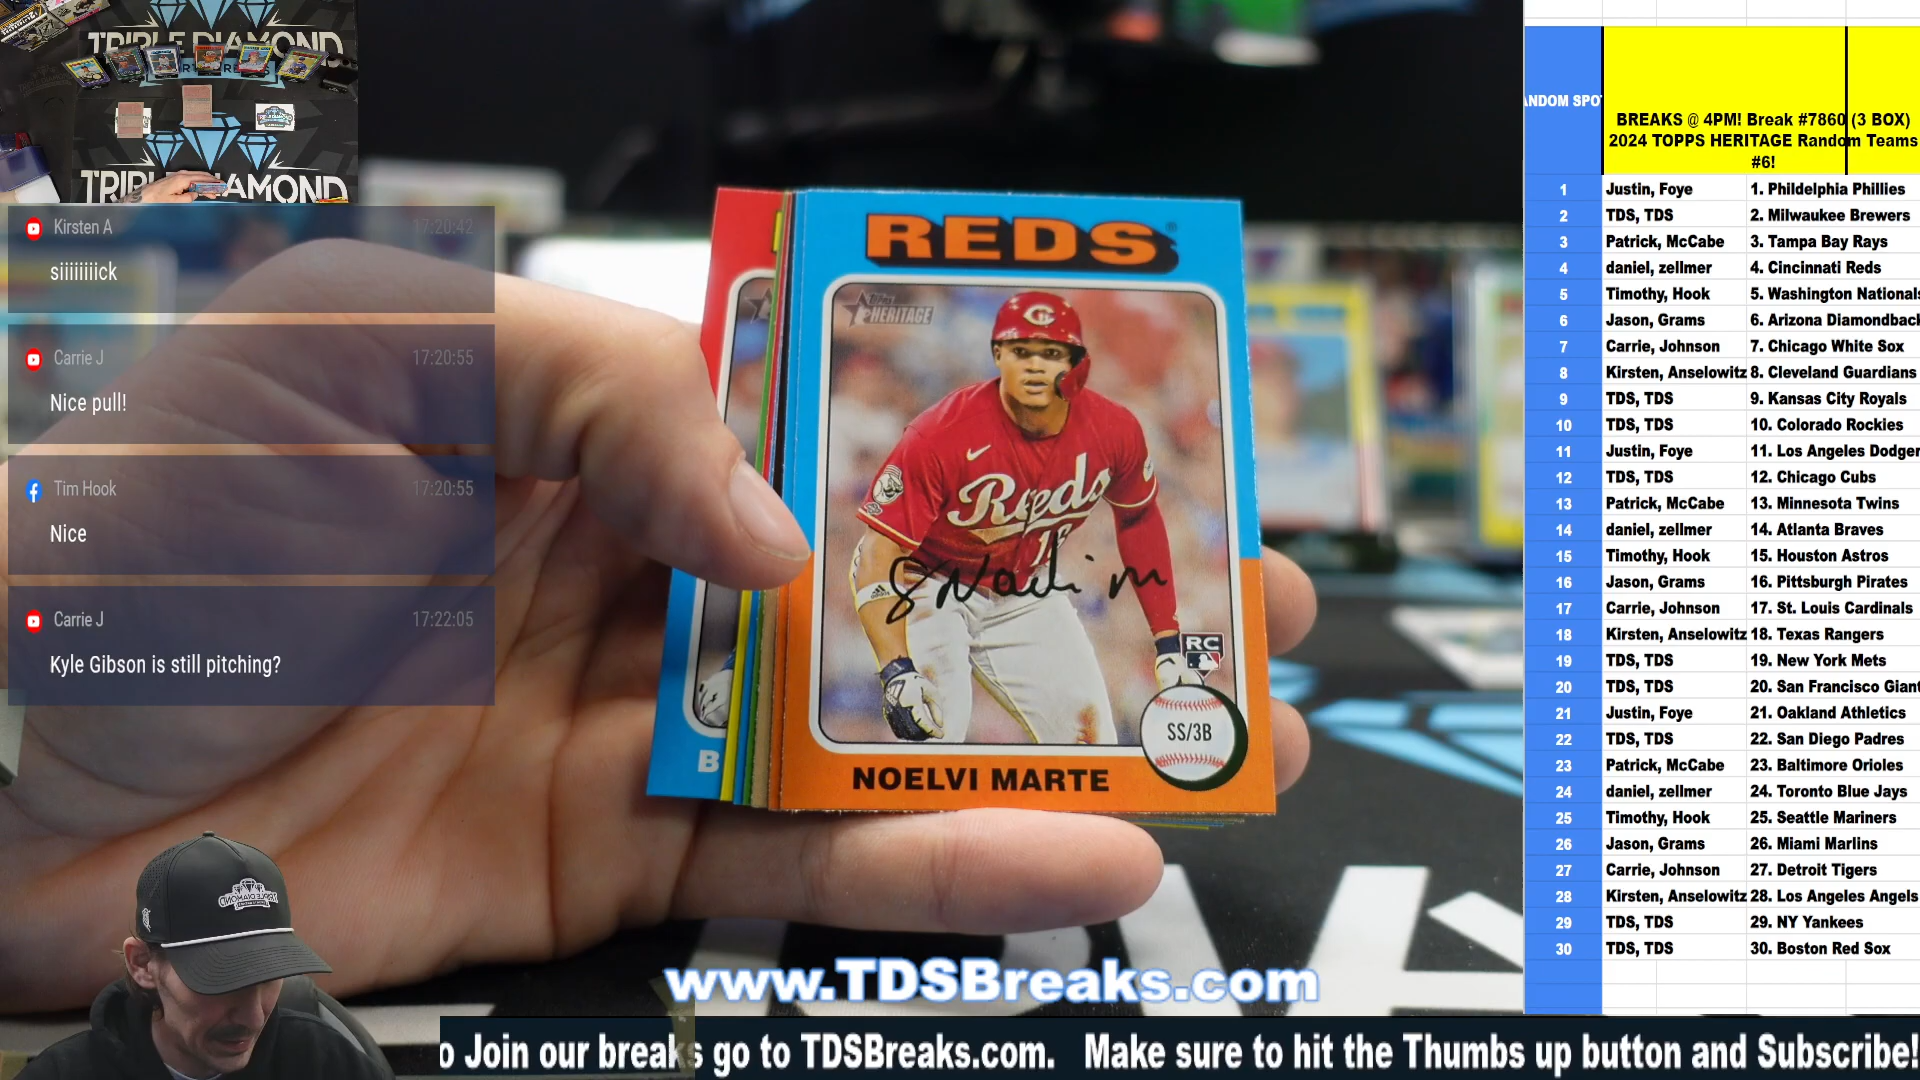 TRIPLE DIAMOND
TRIPLE DIAMOND
Kirsten A 17:20:42
siiiiiiiick
Carrie J 17:20:55
Nice pull!
Tim Hook 17:20:55
Nice
Carrie J 17:22:05
Kyle Gibson is still pitching?
REDS
Topps
HERITAGE
Reds
RC
SS/3B
NOELVI MARTE
B
www.TDSBreaks.com
o Join our breaks go to TDSBreaks.com. Make sure to hit the Thumbs up button and Subscribe!
ANDOM SPO
BREAKS @ 4PM! Break #7860 (3 BOX)
2024 TOPPS HERITAGE Random Teams
#6!
1 Justin, Foye 1. Phildelphia Phillies
2 TDS, TDS 2. Milwaukee Brewers
3 Patrick, McCabe 3. Tampa Bay Rays
4 daniel, zellmer 4. Cincinnati Reds
5 Timothy, Hook 5. Washington Nationals
6 Jason, Grams 6. Arizona Diamondback
7 Carrie, Johnson 7. Chicago White Sox
8 Kirsten, Anselowitz 8. Cleveland Guardians
9 TDS, TDS 9. Kansas City Royals
10 TDS, TDS 10. Colorado Rockies
11 Justin, Foye 11. Los Angeles Dodger
12 TDS, TDS 12. Chicago Cubs
13 Patrick, McCabe 13. Minnesota Twins
14 daniel, zellmer 14. Atlanta Braves
15 Timothy, Hook 15. Houston Astros
16 Jason, Grams 16. Pittsburgh Pirates
17 Carrie, Johnson 17. St. Louis Cardinals
18 Kirsten, Anselowitz 18. Texas Rangers
19 TDS, TDS 19. New York Mets
20 TDS, TDS 20. San Francisco Giant
21 Justin, Foye 21. Oakland Athletics
22 TDS, TDS 22. San Diego Padres
23 Patrick, McCabe 23. Baltimore Orioles
24 daniel, zellmer 24. Toronto Blue Jays
25 Timothy, Hook 25. Seattle Mariners
26 Jason, Grams 26. Miami Marlins
27 Carrie, Johnson 27. Detroit Tigers
28 Kirsten, Anselowitz 28. Los Angeles Angels
29 TDS, TDS 29. NY Yankees
30 TDS, TDS 30. Boston Red Sox